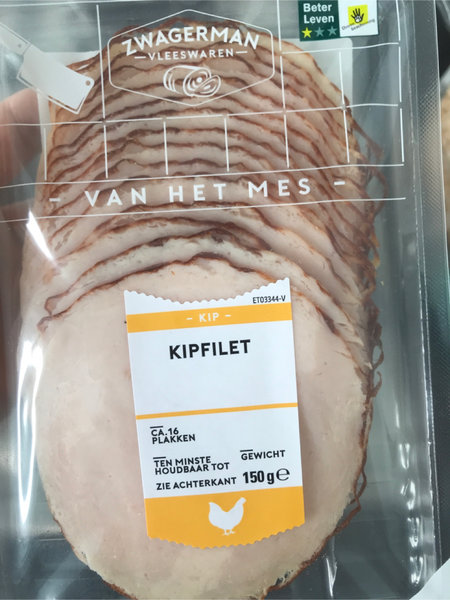 Beter
Leven
ZWAGERMAN
- VLEESWAREN -
- VAN HET MES -
ET03344-V
- KIP -
KIPFILET
CA.16
PLAKKEN
TEN MINSTE
HOUDBAAR TOT
GEWICHT
ZIE ACHTERKANT
150g℮